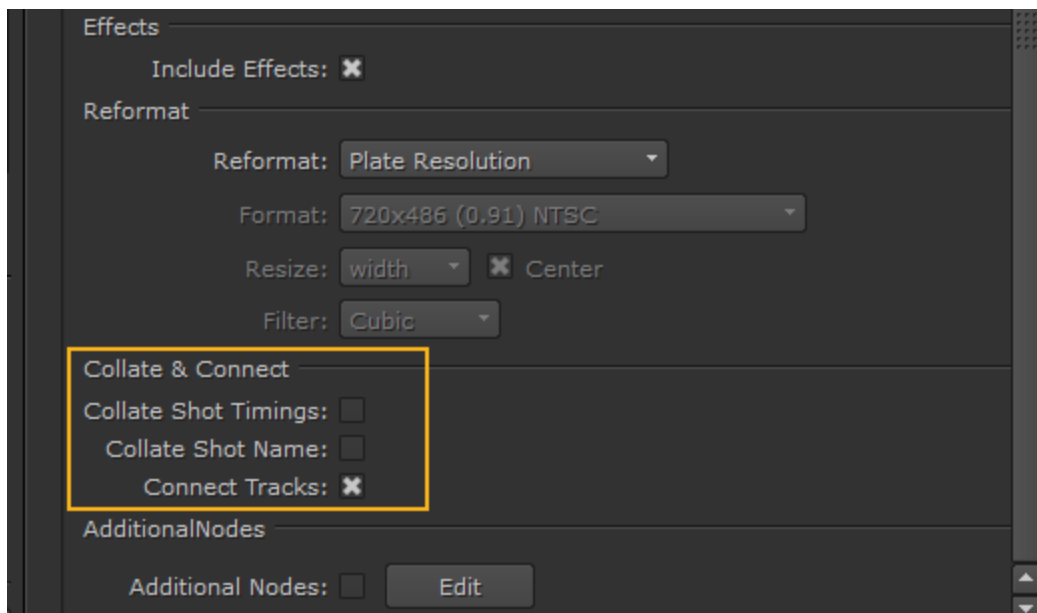 Effects
Include Effects:
Reformat
Reformat: Plate Resolution
Format: 720x486 (0.91) NTSC
Resize: width Center
Filter: Cubic
Collate & Connect
Collate Shot Timings:
Collate Shot Name:
Connect Tracks:
AdditionalNodes
Additional Nodes: Edit